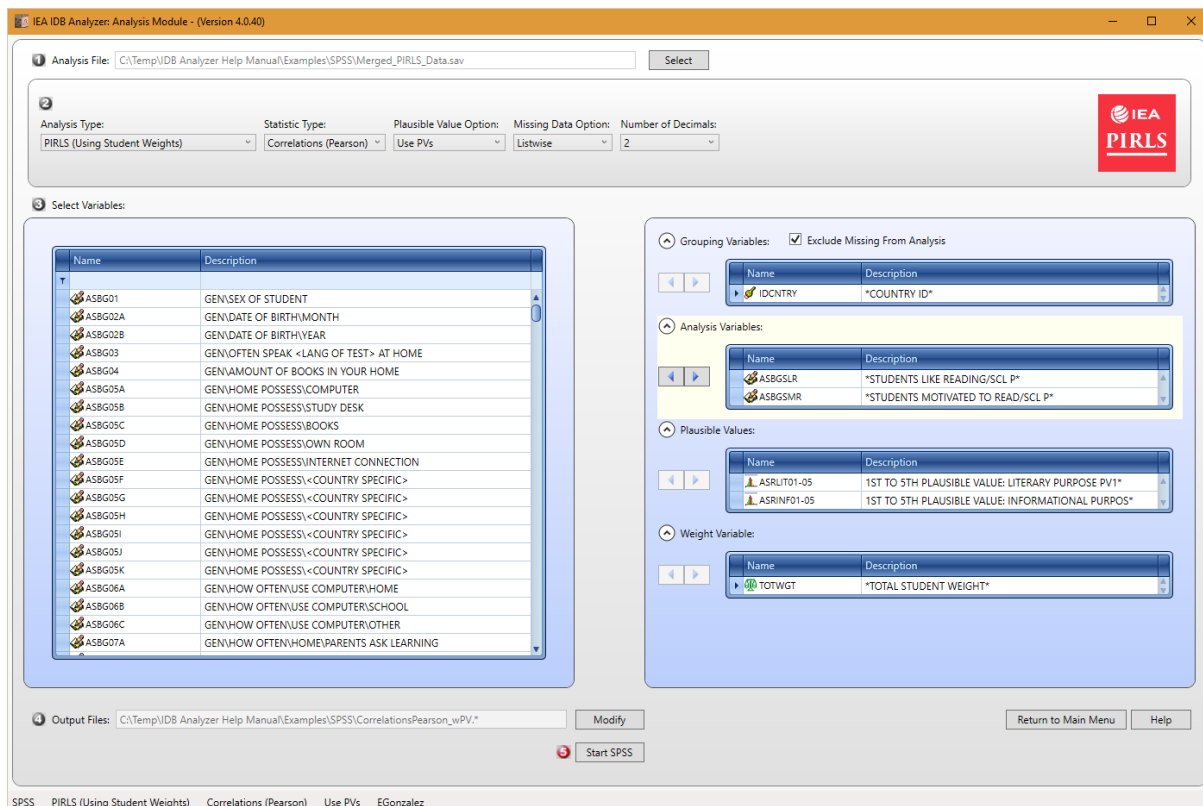 IEA IDB Analyzer: Analysis Module - (Version 4.0.40)
1 Analysis File: C:\Temp\IDB Analyzer Help Manual\Examples\SPSS\Merged_PIRLS_Data.sav Select
2
Analysis Type: Statistic Type: Plausible Value Option: Missing Data Option: Number of Decimals:
PIRLS (Using Student Weights) Correlations (Pearson) Use PVs Listwise 2
IEA
PIRLS
3 Select Variables:
Name Description
ASBG01 GEN\SEX OF STUDENT
ASBG02A GEN\DATE OF BIRTH\MONTH
ASBG02B GEN\DATE OF BIRTH\YEAR
ASBG03 GEN\OFTEN SPEAK <LANG OF TEST> AT HOME
ASBG04 GEN\AMOUNT OF BOOKS IN YOUR HOME
ASBG05A GEN\HOME POSSESS\COMPUTER
ASBG05B GEN\HOME POSSESS\STUDY DESK
ASBG05C GEN\HOME POSSESS\BOOKS
ASBG05D GEN\HOME POSSESS\OWN ROOM
ASBG05E GEN\HOME POSSESS\INTERNET CONNECTION
ASBG05F GEN\HOME POSSESS\<COUNTRY SPECIFIC>
ASBG05G GEN\HOME POSSESS\<COUNTRY SPECIFIC>
ASBG05H GEN\HOME POSSESS\<COUNTRY SPECIFIC>
ASBG05I GEN\HOME POSSESS\<COUNTRY SPECIFIC>
ASBG05J GEN\HOME POSSESS\<COUNTRY SPECIFIC>
ASBG05K GEN\HOME POSSESS\<COUNTRY SPECIFIC>
ASBG06A GEN\HOW OFTEN\USE COMPUTER\HOME
ASBG06B GEN\HOW OFTEN\USE COMPUTER\SCHOOL
ASBG06C GEN\HOW OFTEN\USE COMPUTER\OTHER
ASBG07A GEN\HOW OFTEN\HOME\PARENTS ASK LEARNING
Grouping Variables: Exclude Missing From Analysis
Name Description
IDCNTRY *COUNTRY ID*
Analysis Variables:
Name Description
ASBGSLR *STUDENTS LIKE READING/SCL P*
ASBGSMR *STUDENTS MOTIVATED TO READ/SCL P*
Plausible Values:
Name Description
ASRLIT01-05 1ST TO 5TH PLAUSIBLE VALUE: LITERARY PURPOSE PV1*
ASRINF01-05 1ST TO 5TH PLAUSIBLE VALUE: INFORMATIONAL PURPOS*
Weight Variable:
Name Description
TOTWGT *TOTAL STUDENT WEIGHT*
4 Output Files: C:\Temp\IDB Analyzer Help Manual\Examples\SPSS\CorrelationsPearson_wPV.* Modify Return to Main Menu Help
5 Start SPSS
SPSS PIRLS (Using Student Weights) Correlations (Pearson) Use PVs EGonzalez